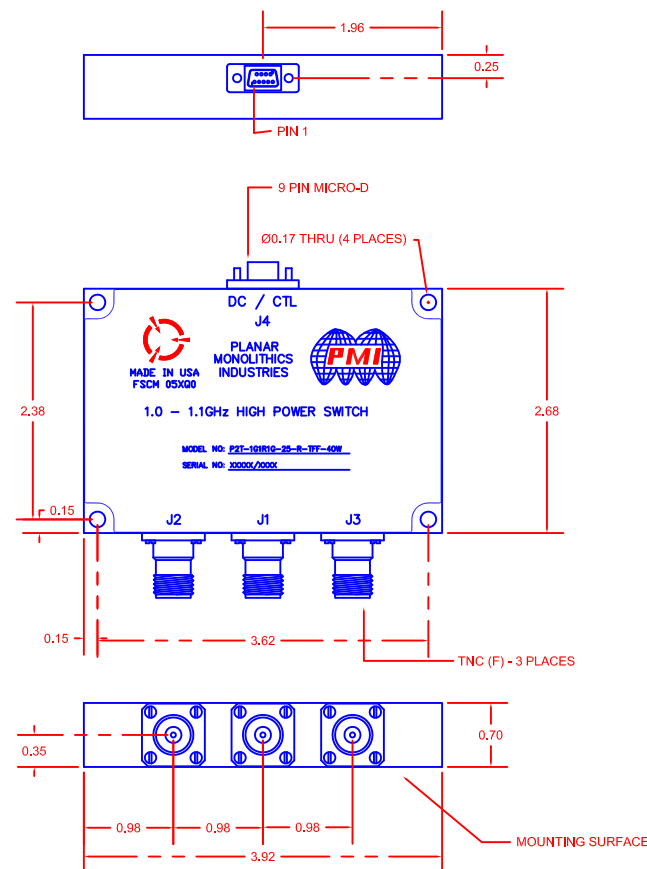 1.96
0.25
PIN 1
9 PIN MICRO-D
Ø0.17 THRU (4 PLACES)
DC / CTL
J4
PLANAR
MONOLITHICS
INDUSTRIES
PMI
MADE IN USA
FSCM 05XQ0
1.0 – 1.1GHz HIGH POWER SWITCH
2.38
2.68
MODEL NO: P2T-1G1R1G-25-R-TFF-40W
SERIAL NO: XXXXX/XXXX
0.15
J2 J1 J3
0.15
3.62
TNC (F) - 3 PLACES
0.35
0.70
0.98 0.98 0.98
MOUNTING SURFACE
3.92